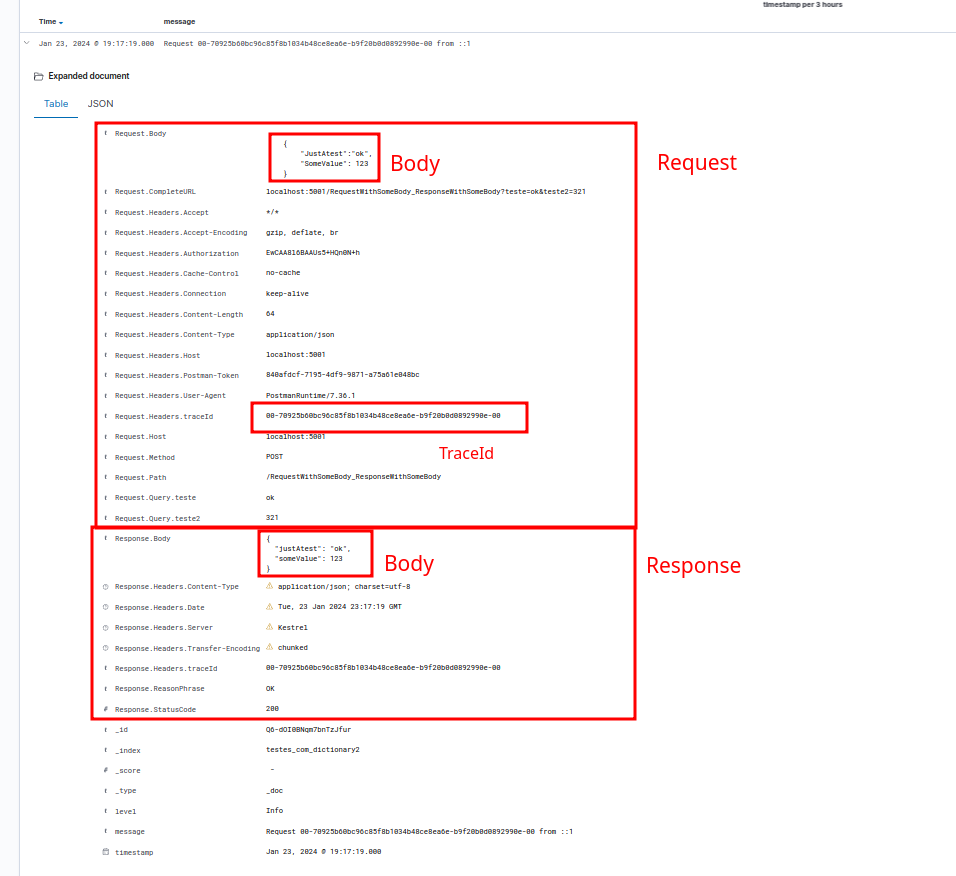 timestamp per 3 hours
Time message
Jan 23, 2024 @ 19:17:19.000 Request 00-70925b60bc96c85f8b1034b48ce8ea6e-b9f20b0d0892990e-00 from ::1
Expanded document
Table JSON
t Request.Body {
"JustAtest":"ok",
"SomeValue": 123
}
Body
Request
t Request.CompleteURL localhost:5001/RequestWithSomeBody_ResponseWithSomeBody?teste=ok&teste2=321
t Request.Headers.Accept */*
t Request.Headers.Accept-Encoding gzip, deflate, br
t Request.Headers.Authorization EwCAA8l6BAAUs5+HQn0N+h
t Request.Headers.Cache-Control no-cache
t Request.Headers.Connection keep-alive
t Request.Headers.Content-Length 64
t Request.Headers.Content-Type application/json
t Request.Headers.Host localhost:5001
t Request.Headers.Postman-Token 840afdcf-7195-4df9-9871-a75a61e048bc
t Request.Headers.User-Agent PostmanRuntime/7.36.1
t Request.Headers.traceId 00-70925b60bc96c85f8b1034b48ce8ea6e-b9f20b0d0892990e-00
t Request.Host localhost:5001
TraceId
t Request.Method POST
t Request.Path /RequestWithSomeBody_ResponseWithSomeBody
t Request.Query.teste ok
t Request.Query.teste2 321
t Response.Body {
"justAtest": "ok",
"someValue": 123
}
Body
Response
Response.Headers.Content-Type application/json; charset=utf-8
Response.Headers.Date Tue, 23 Jan 2024 23:17:19 GMT
Response.Headers.Server Kestrel
Response.Headers.Transfer-Encoding chunked
t Response.Headers.traceId 00-70925b60bc96c85f8b1034b48ce8ea6e-b9f20b0d0892990e-00
t Response.ReasonPhrase OK
# Response.StatusCode 200
t _id Q6-dOI0BNqm7bnTzJfur
t _index testes_com_dictionary2
# _score -
t _type _doc
t level Info
t message Request 00-70925b60bc96c85f8b1034b48ce8ea6e-b9f20b0d0892990e-00 from ::1
timestamp Jan 23, 2024 @ 19:17:19.000